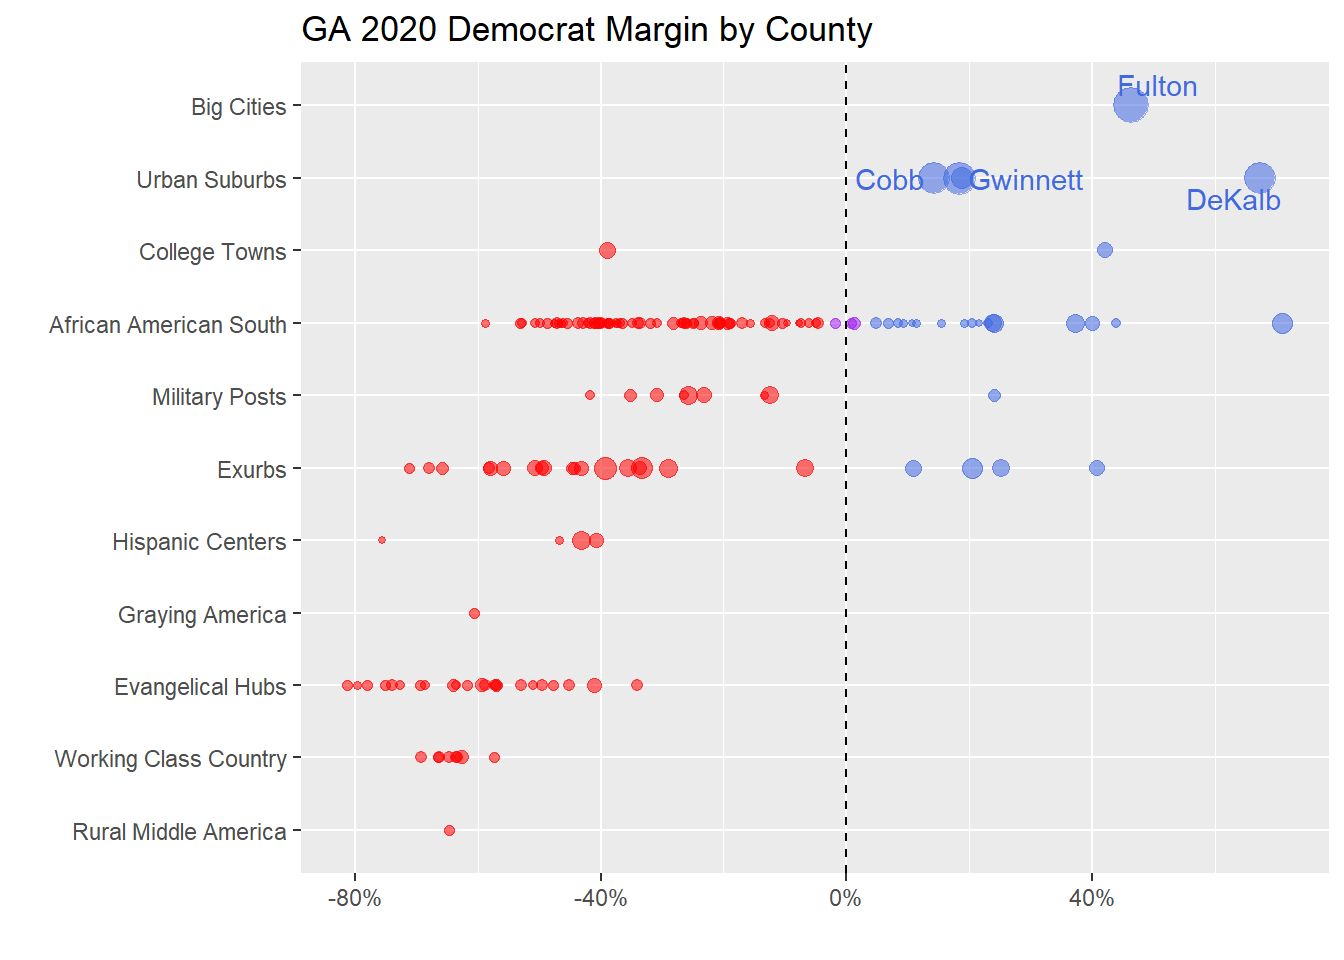 GA 2020 Democrat Margin by County
Big Cities
Fulton
Urban Suburbs
Cobb
Gwinnett
DeKalb
College Towns
African American South
Military Posts
Exurbs
Hispanic Centers
Graying America
Evangelical Hubs
Working Class Country
Rural Middle America
-80%
-40%
0%
40%